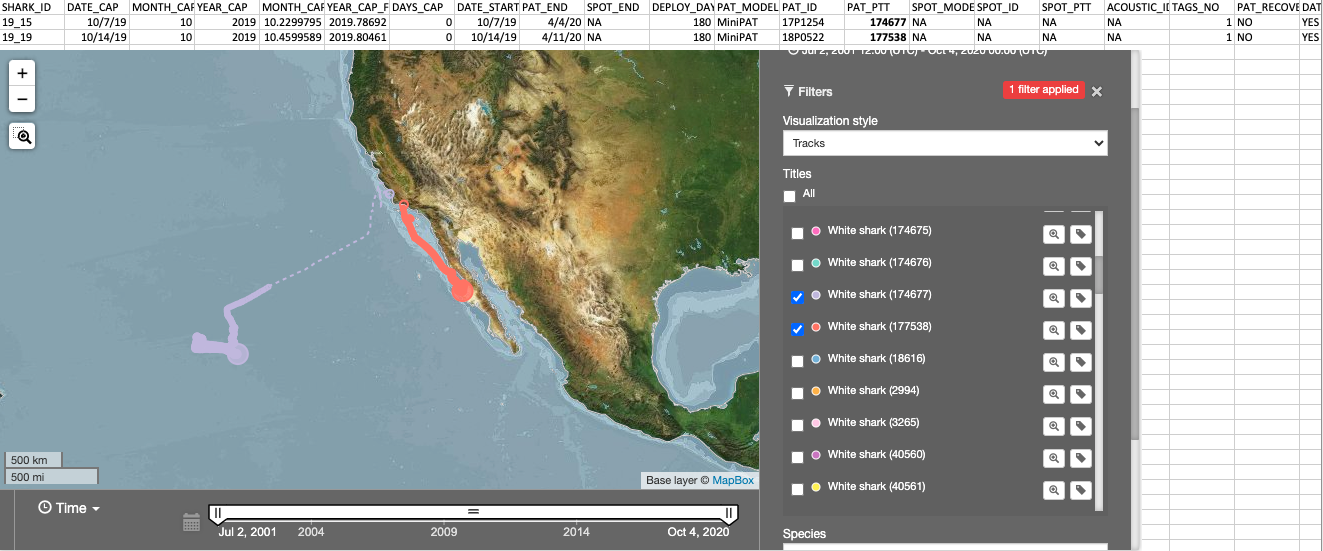 SHARK_ID DATE_CAP MONTH_CAP YEAR_CAP MONTH_CAP YEAR_CAP_F DAYS_CAP DATE_START PAT_END SPOT_END DEPLOY_DAY PAT_MODEL PAT_ID PAT_PTT SPOT_MODE SPOT_ID SPOT_PTT ACOUSTIC_ID TAGS_NO PAT_RECOVE DAT
19_15 10/7/19 10 2019 10.2299795 2019.78692 0 10/7/19 4/4/20 NA 180 MiniPAT 17P1254 174677 NA NA NA NA 1 NO YES
19_19 10/14/19 10 2019 10.4599589 2019.80461 0 10/14/19 4/11/20 NA 180 MiniPAT 18P0522 177538 NA NA NA NA 1 NO YES
Jul 2, 2001 12:00 (UTC) - Oct 4, 2020 00:00 (UTC)
+
−
Filters 1 filter applied
Visualization style
Tracks
Titles
All
White shark (174675)
White shark (174676)
White shark (174677)
White shark (177538)
White shark (18616)
White shark (2994)
White shark (3265)
White shark (40560)
White shark (40561)
Species
500 km
500 mi
Base layer © MapBox
Time
Jul 2, 2001 2004 2009 2014 Oct 4, 2020